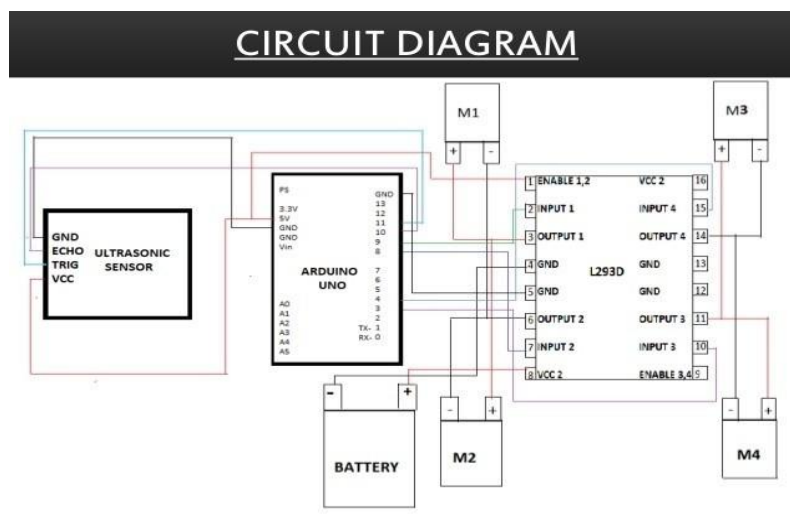 CIRCUIT DIAGRAM
M1
+ -
M3
+ -
PS
3.3V
5V
GND
GND
Vin
A0
A1
A2
A3
A4
A5
ARDUINO
UNO
GND
13
12
11
10
9
8
7
6
5
4
3
2
TX- 1
RX- 0
GND
ECHO
TRIG
VCC
ULTRASONIC
SENSOR
1 ENABLE 1,2
2 INPUT 1
3 OUTPUT 1
4 GND
5 GND
6 OUTPUT 2
7 INPUT 2
8 VCC 2
L293D
VCC 2 16
INPUT 4 15
OUTPUT 4 14
GND 13
GND 12
OUTPUT 3 11
INPUT 3 10
ENABLE 3,4 9
- +
BATTERY
- +
M2
- +
M4